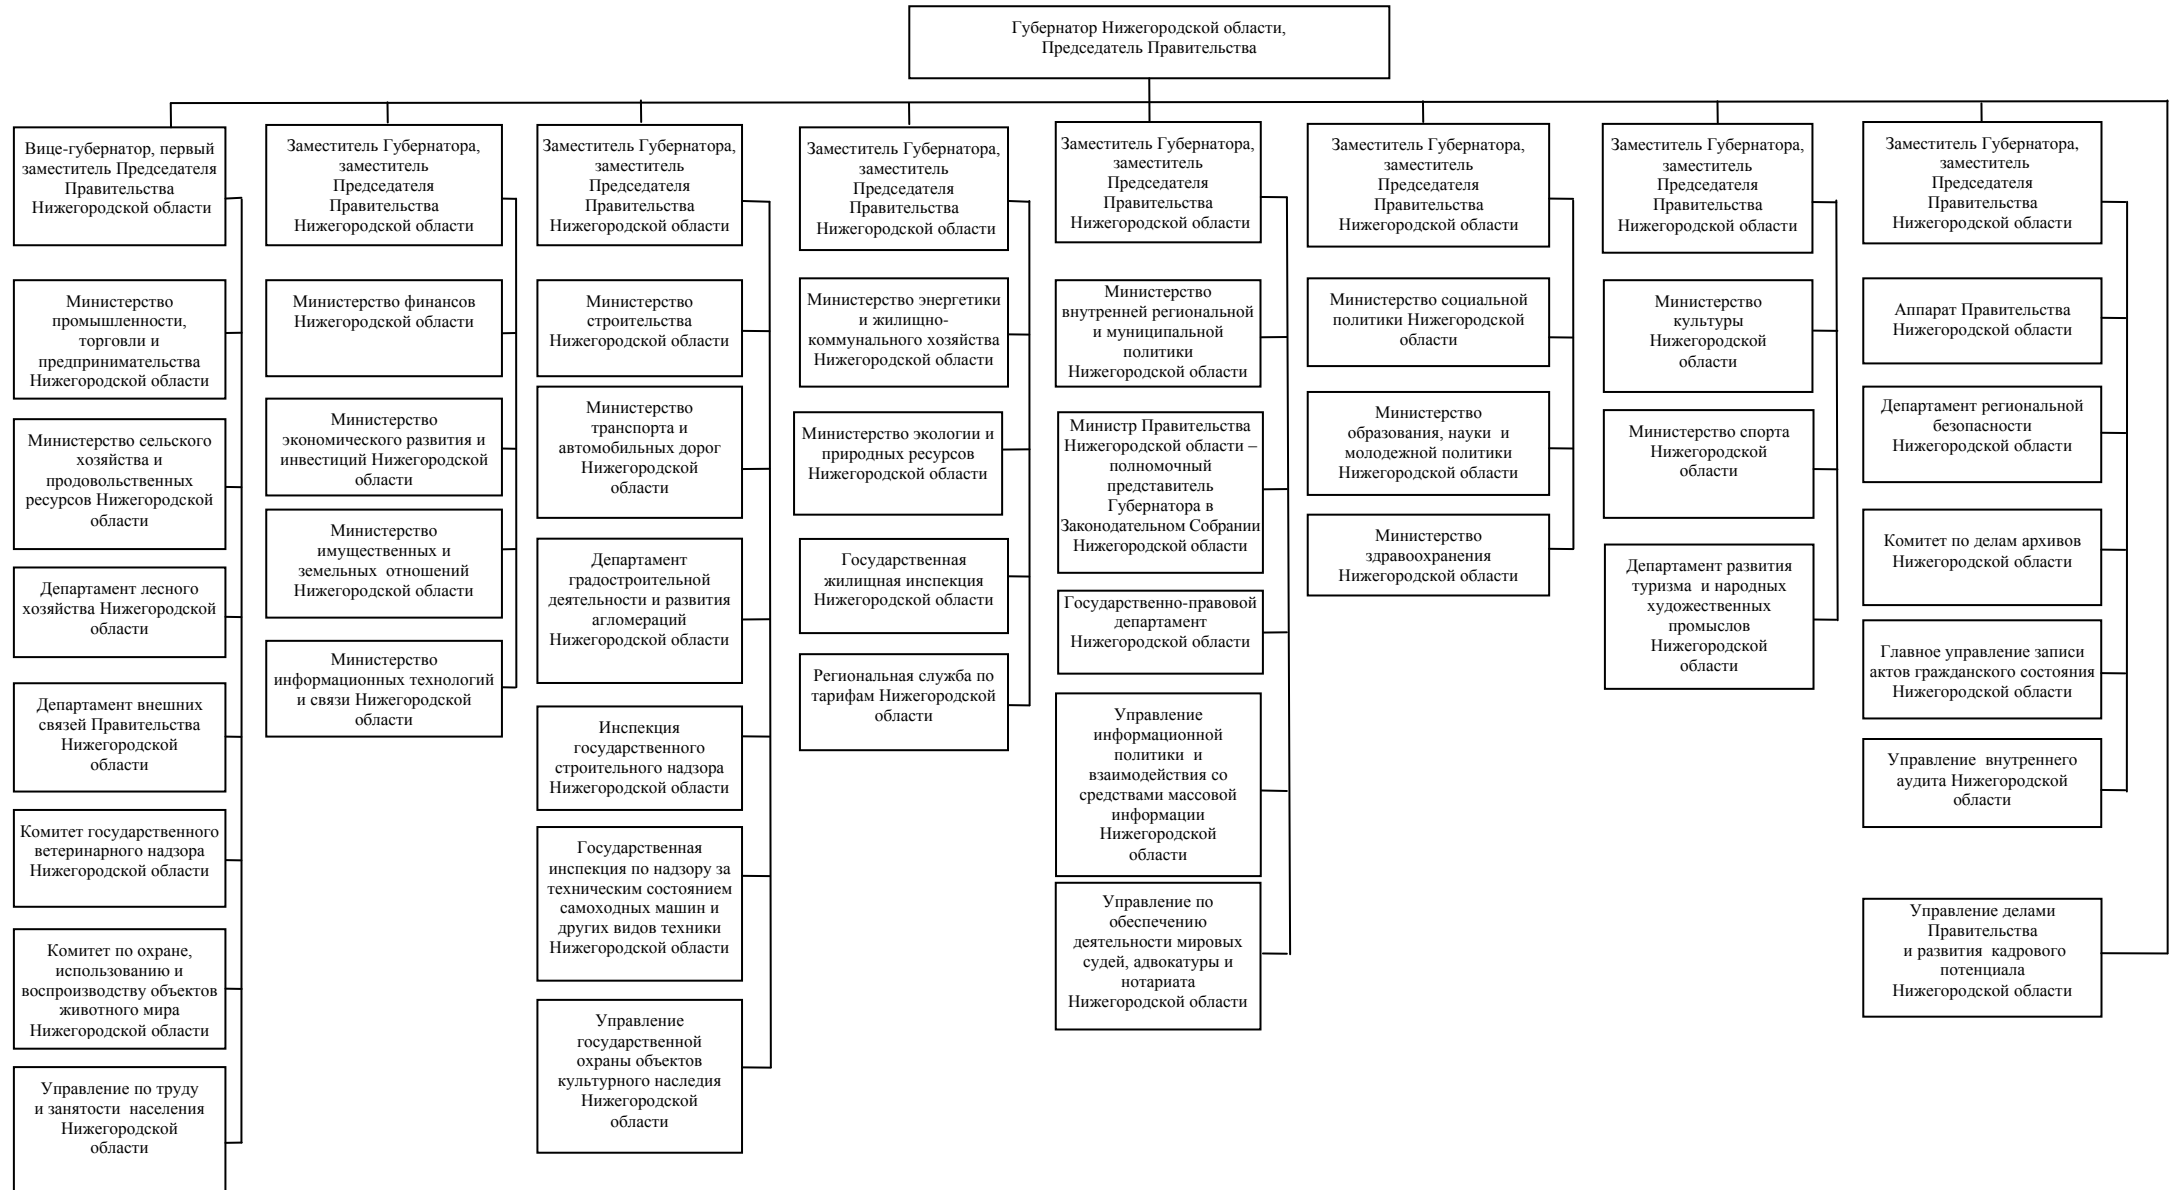 Губернатор Нижегородской области,
Председатель Правительства
Вице-губернатор, первый
заместитель Председателя
Правительства
Нижегородской области
Министерство
промышленности,
торговли и
предпринимательства
Нижегородской области
Министерство сельского
хозяйства и
продовольственных
ресурсов Нижегородской
области
Департамент лесного
хозяйства Нижегородской
области
Департамент внешних
связей Правительства
Нижегородской
области
Комитет государственного
ветеринарного надзора
Нижегородской области
Комитет по охране,
использованию и
воспроизводству объектов
животного мира
Нижегородской области
Управление по труду
и занятости населения
Нижегородской
области
Заместитель Губернатора,
заместитель
Председателя
Правительства
Нижегородской области
Министерство финансов
Нижегородской области
Министерство
экономического развития и
инвестиций Нижегородской
области
Министерство
имущественных и
земельных отношений
Нижегородской области
Министерство
информационных технологий
и связи Нижегородской
области
Заместитель Губернатора,
заместитель
Председателя
Правительства
Нижегородской области
Министерство
строительства
Нижегородской области
Министерство
транспорта и
автомобильных дорог
Нижегородской
области
Департамент
градостроительной
деятельности и развития
агломераций
Нижегородской области
Инспекция
государственного
строительного надзора
Нижегородской области
Государственная
инспекция по надзору за
техническим состоянием
самоходных машин и
других видов техники
Нижегородской области
Управление
государственной
охраны объектов
культурного наследия
Нижегородской
области
Заместитель Губернатора,
заместитель
Председателя
Правительства
Нижегородской области
Министерство энергетики
и жилищно-
коммунального хозяйства
Нижегородской области
Министерство экологии и
природных ресурсов
Нижегородской области
Государственная
жилищная инспекция
Нижегородской области
Региональная служба по
тарифам Нижегородской
области
Заместитель Губернатора,
заместитель
Председателя
Правительства
Нижегородской области
Министерство
внутренней региональной
и муниципальной
политики
Нижегородской области
Министр Правительства
Нижегородской области –
полномочный
представитель
Губернатора в
Законодательном Собрании
Нижегородской области
Государственно-правовой
департамент
Нижегородской области
Управление
информационной
политики и
взаимодействия со
средствами массовой
информации
Нижегородской
области
Управление по
обеспечению
деятельности мировых
судей, адвокатуры и
нотариата
Нижегородской области
Заместитель Губернатора,
заместитель
Председателя
Правительства
Нижегородской области
Министерство социальной
политики Нижегородской
области
Министерство
образования, науки и
молодежной политики
Нижегородской области
Министерство
здравоохранения
Нижегородской области
Заместитель Губернатора,
заместитель
Председателя
Правительства
Нижегородской области
Министерство
культуры
Нижегородской
области
Министерство спорта
Нижегородской
области
Департамент развития
туризма и народных
художественных
промыслов
Нижегородской
области
Заместитель Губернатора,
заместитель
Председателя
Правительства
Нижегородской области
Аппарат Правительства
Нижегородской области
Департамент региональной
безопасности
Нижегородской области
Комитет по делам архивов
Нижегородской области
Главное управление записи
актов гражданского состояния
Нижегородской области
Управление внутреннего
аудита Нижегородской
области
Управление делами
Правительства
и развития кадрового
потенциала
Нижегородской области